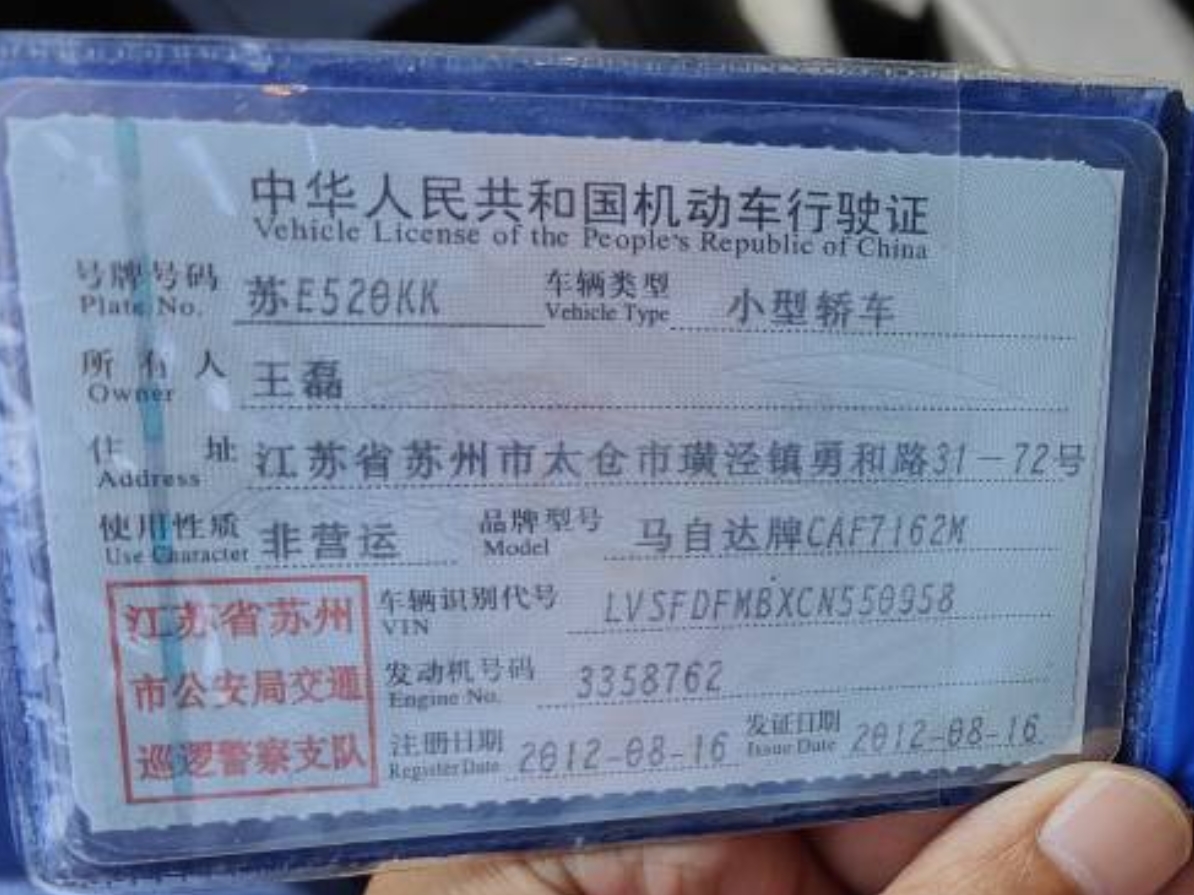 中华人民共和国机动车行驶证
Vehicle License of the People's Republic of China
号牌号码 苏E520KK 车辆类型 小型轿车
Plate No. Vehicle Type
所有人 王磊
Owner
住址 江苏省苏州市太仓市璜泾镇勇和路31-72号
Address
使用性质 非营运 品牌型号 马自达牌CAF7162M
Use Character Model
江苏省苏州 车辆识别代号 LVSFDFMBXCN550958
VIN
市公安局交通 发动机号码 3358762
Engine No.
巡逻警察支队 注册日期 2012-08-16 发证日期 2012-08-16
Register Date Issue Date